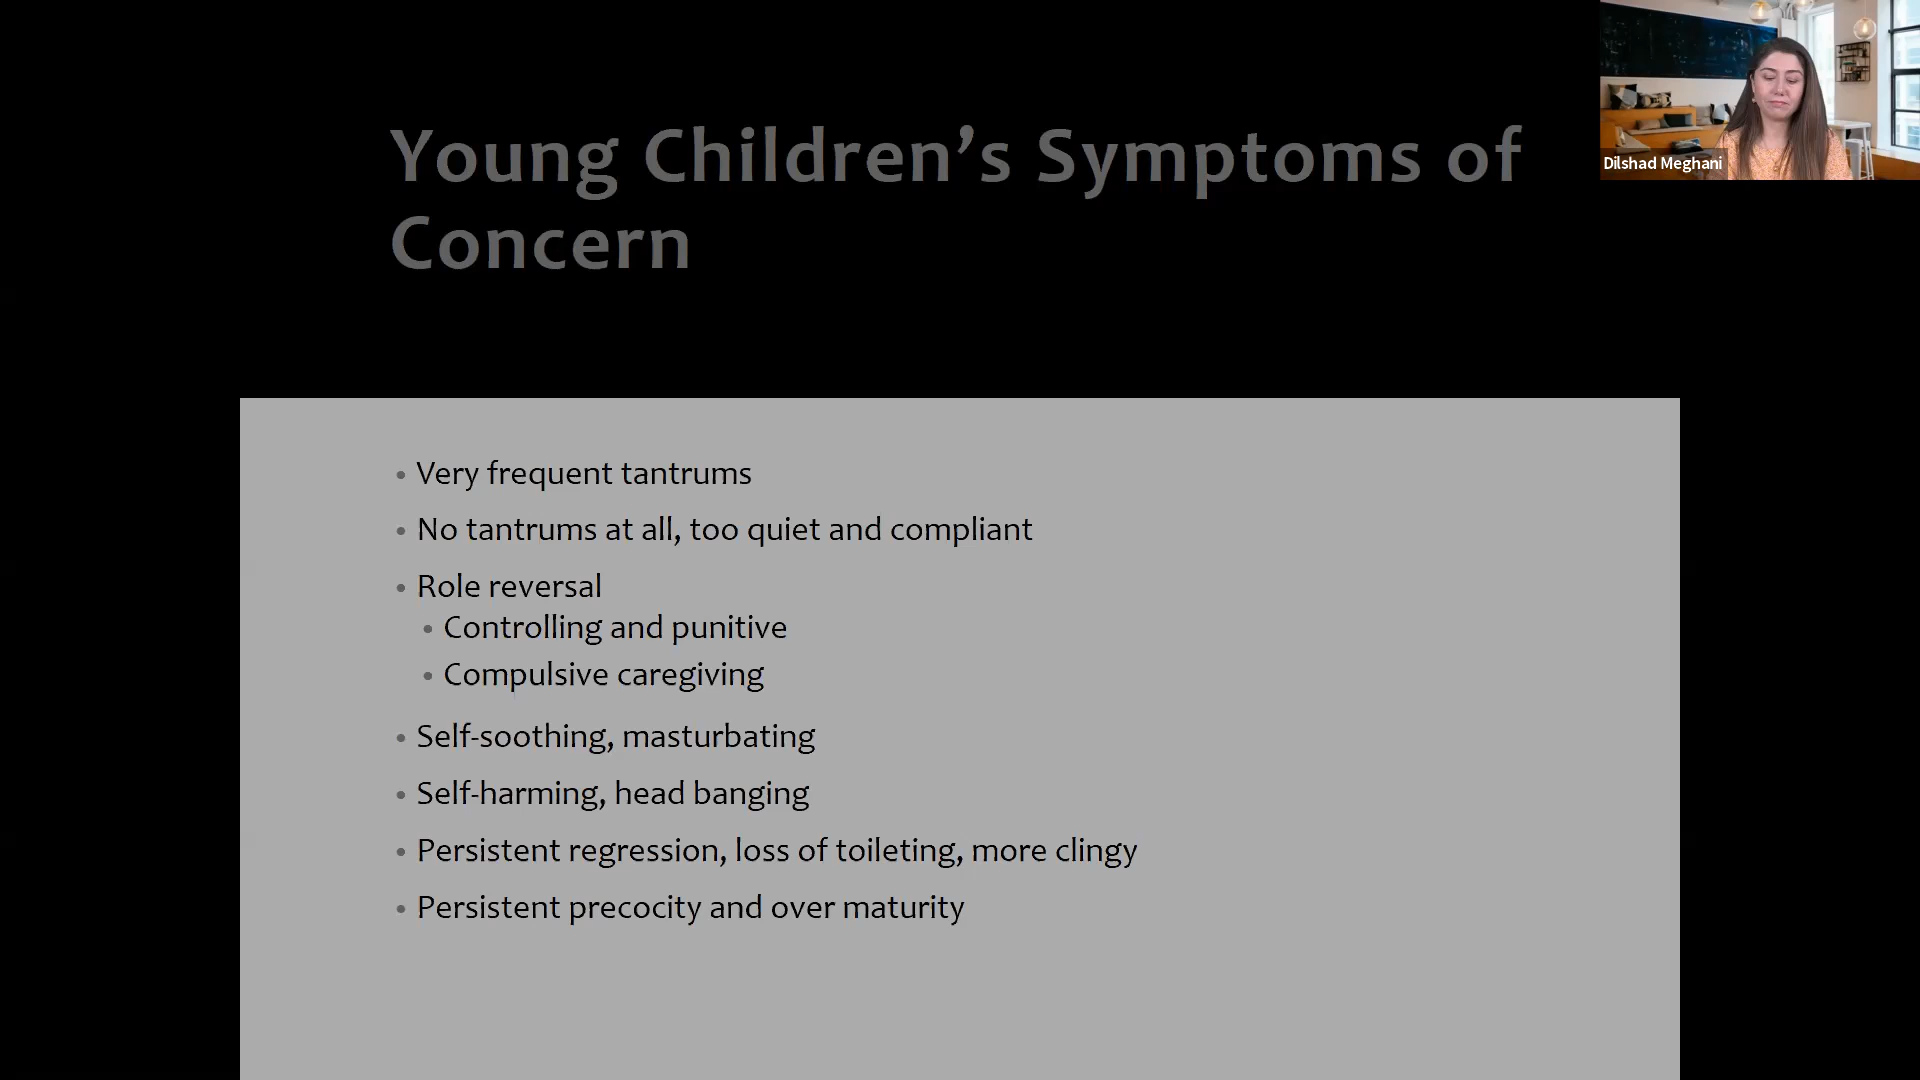 Young Children’s Symptoms of
Concern
Dilshad Meghani
• Very frequent tantrums
• No tantrums at all, too quiet and compliant
• Role reversal
• Controlling and punitive
• Compulsive caregiving
• Self-soothing, masturbating
• Self-harming, head banging
• Persistent regression, loss of toileting, more clingy
• Persistent precocity and over maturity